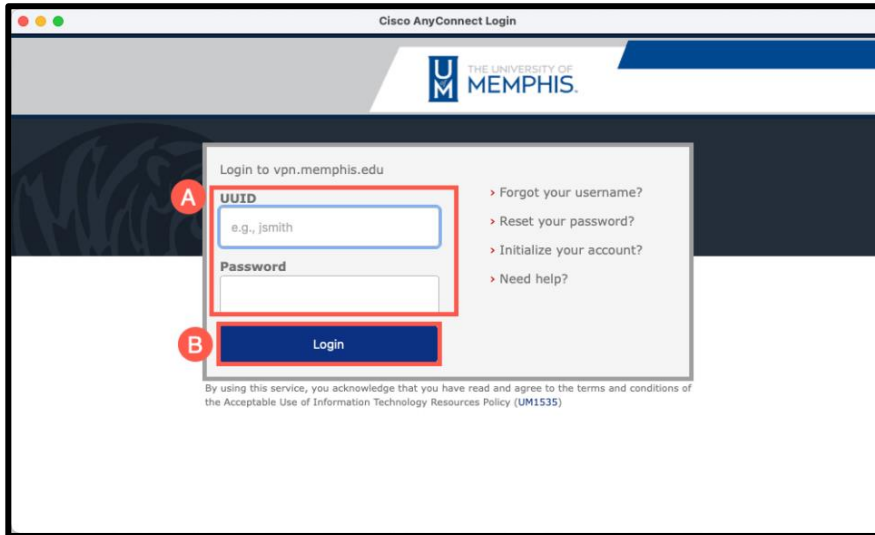 Cisco AnyConnect Login
UM
THE UNIVERSITY OF
MEMPHIS.
Login to vpn.memphis.edu
A
UUID
e.g., jsmith
Password
B
Login
> Forgot your username?
> Reset your password?
> Initialize your account?
> Need help?
By using this service, you acknowledge that you have read and agree to the terms and conditions of
the Acceptable Use of Information Technology Resources Policy (UM1535)